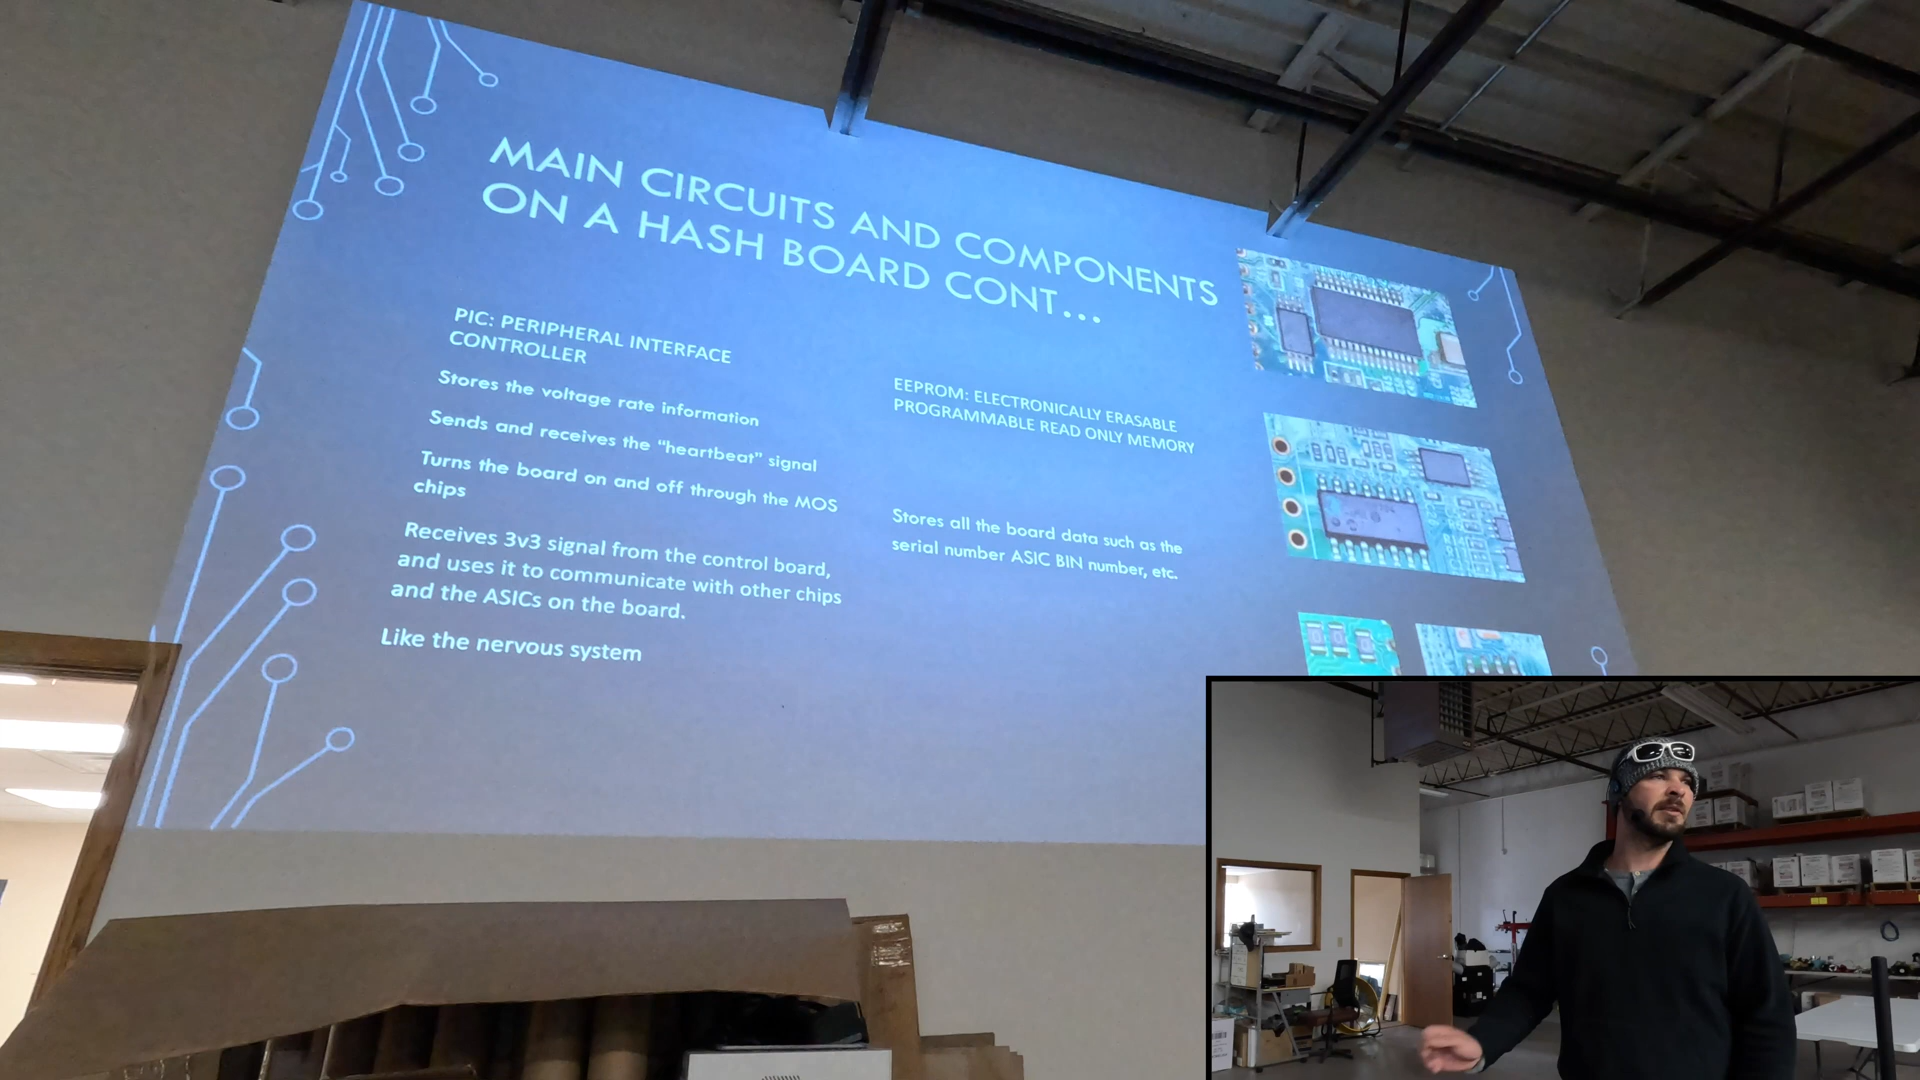 MAIN CIRCUITS AND COMPONENTS
ON A HASH BOARD CONT...
PIC: PERIPHERAL INTERFACE
CONTROLLER
Stores the voltage rate information
Sends and receives the “heartbeat” signal
Turns the board on and off through the MOS
chips
Receives 3v3 signal from the control board,
and uses it to communicate with other chips
and the ASICs on the board.
Like the nervous system
EEPROM: ELECTRONICALLY ERASABLE
PROGRAMMABLE READ ONLY MEMORY
Stores all the board data such as the
serial number ASIC BIN number, etc.